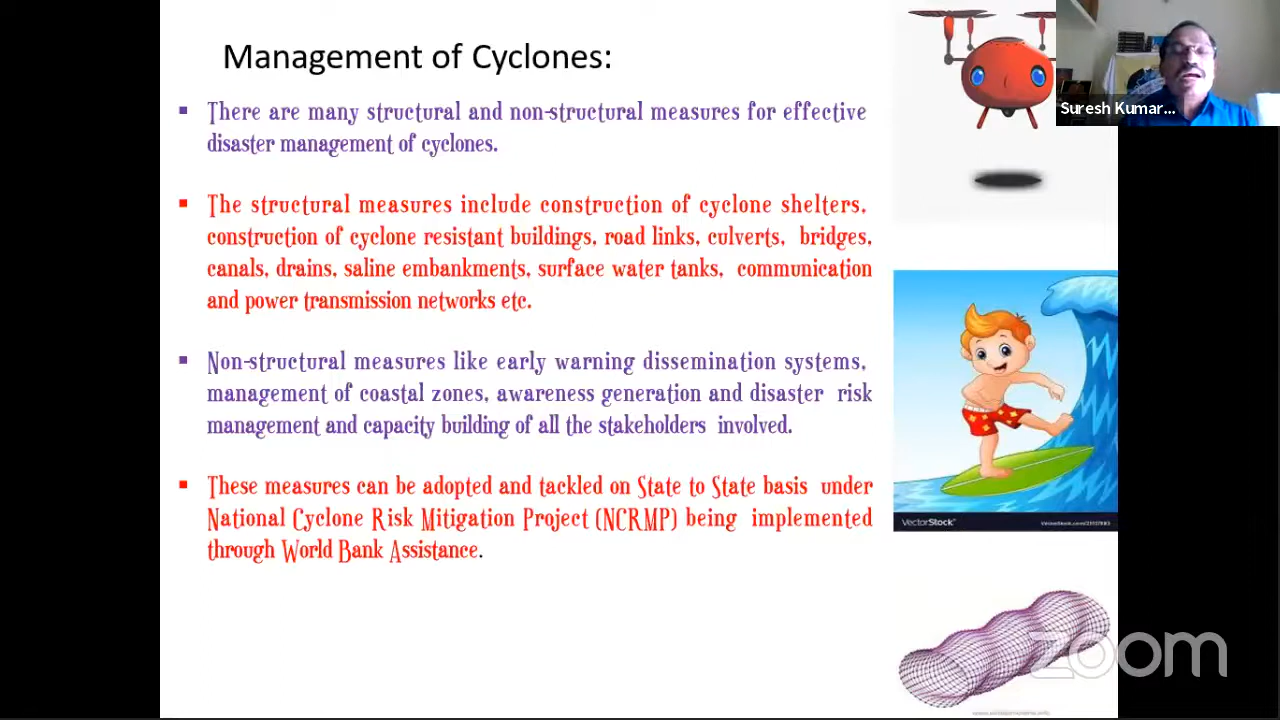 Management of Cyclones:
▪ There are many structural and non-structural measures for effective
disaster management of cyclones.
▪ The structural measures include construction of cyclone shelters,
construction of cyclone resistant buildings, road links, culverts, bridges,
canals, drains, saline embankments, surface water tanks, communication
and power transmission networks etc.
▪ Non-structural measures like early warning dissemination systems,
management of coastal zones, awareness generation and disaster risk
management and capacity building of all the stakeholders involved.
▪ These measures can be adopted and tackled on State to State basis under
National Cyclone Risk Mitigation Project (NCRMP) being implemented
through World Bank Assistance.
Suresh Kumar...
VectorStock
zoom